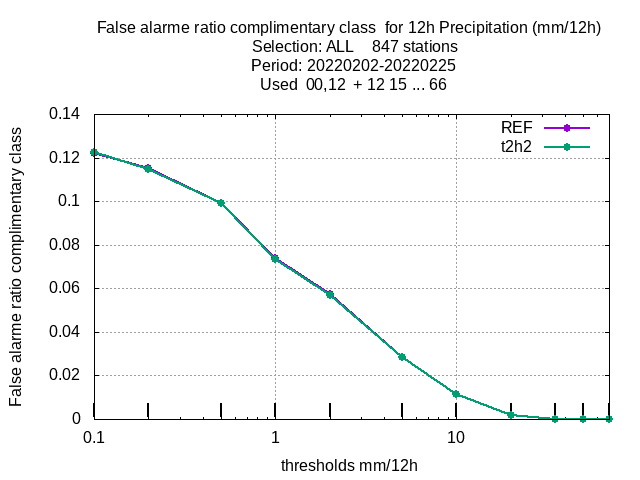 False alarme ratio complimentary class  for 12h Precipitation (mm/12h)
Selection: ALL    847 stations
Period: 20220202-20220225
Used  00,12  + 12 15 ... 66
REF
t2h2
False alarme ratio complimentary class
0.14
0.12
0.1
0.08
0.06
0.04
0.02
0
0.1 1 10
thresholds mm/12h